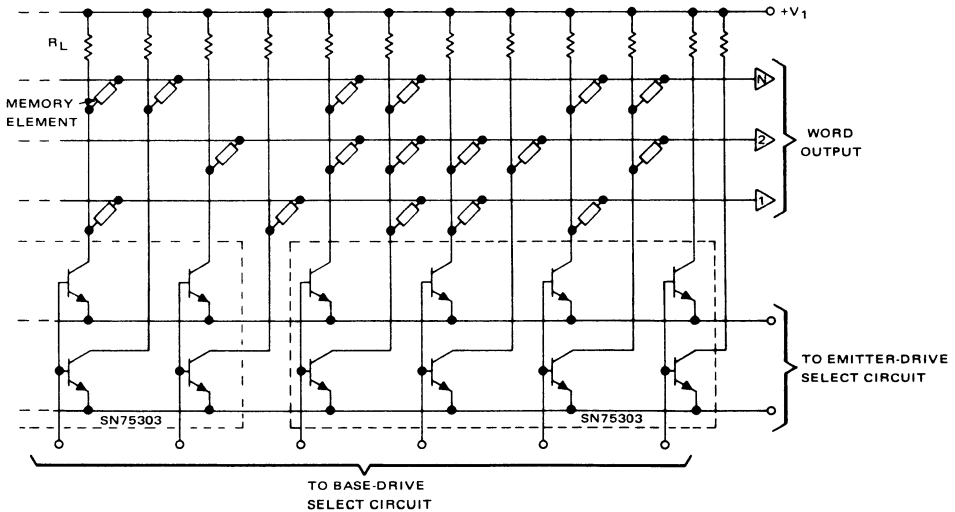 +V1
RL
N
MEMORY
ELEMENT
2
WORD
OUTPUT
1
TO EMITTER-DRIVE
SELECT CIRCUIT
SN75303
SN75303
TO BASE-DRIVE
SELECT CIRCUIT